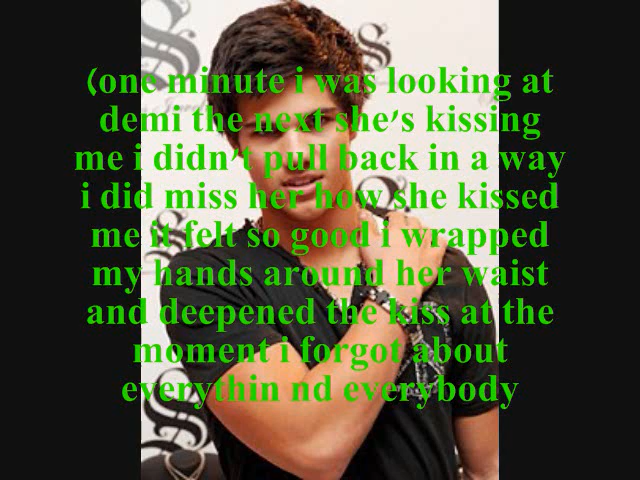 (one minute i was looking at
demi the next she's kissing
me i didn't pull back in a way
i did miss her how she kissed
me it felt so good i wrapped
my hands around her waist
and deepened the kiss at the
moment i forgot about
everythin nd everybody